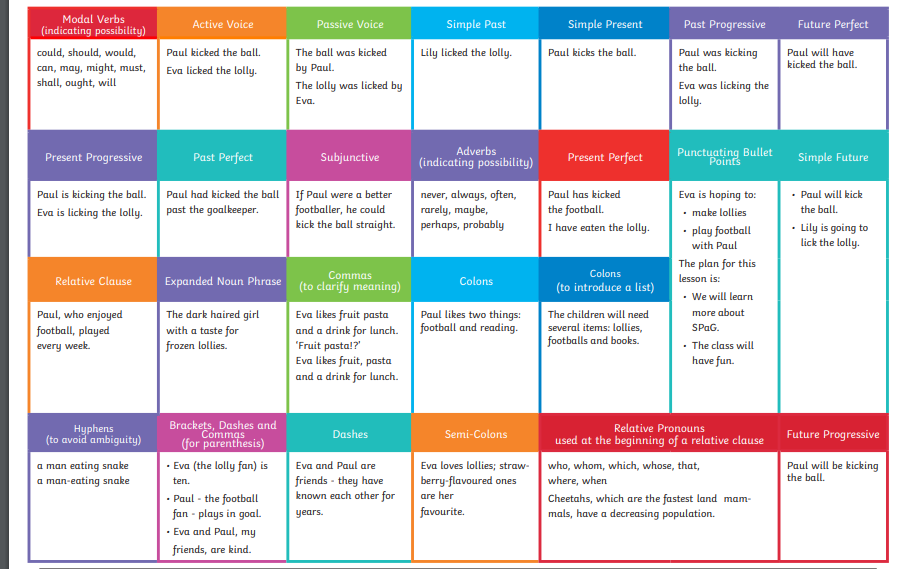 Modal Verbs
(indicating possibility)
could, should, would,
can, may, might, must,
shall, ought, will
Active Voice
Paul kicked the ball.
Eva licked the lolly.
Passive Voice
The ball was kicked
by Paul.
The lolly was licked by
Eva.
Simple Past
Lily licked the lolly.
Simple Present
Paul kicks the ball.
Past Progressive
Paul was kicking
the ball.
Eva was licking the
lolly.
Future Perfect
Paul will have
kicked the ball.
Present Progressive
Paul is kicking the ball.
Eva is licking the lolly.
Past Perfect
Paul had kicked the ball
past the goalkeeper.
Subjunctive
If Paul were a better
footballer, he could
kick the ball straight.
Adverbs
(indicating possibility)
never, always, often,
rarely, maybe,
perhaps, probably
Present Perfect
Paul has kicked
the football.
I have eaten the lolly.
Punctuating Bullet
Points
Eva is hoping to:
• make lollies
• play football
with Paul
The plan for this
lesson is:
• We will learn
more about
SPaG.
• The class will
have fun.
Simple Future
• Paul will kick
the ball.
• Lily is going to
lick the lolly.
Relative Clause
Paul, who enjoyed
football, played
every week.
Expanded Noun Phrase
The dark haired girl
with a taste for
frozen lollies.
Commas
(to clarify meaning)
Eva likes fruit pasta
and a drink for lunch.
'Fruit pasta!?'
Eva likes fruit, pasta
and a drink for lunch.
Colons
Paul likes two things:
football and reading.
Colons
(to introduce a list)
The children will need
several items: lollies,
footballs and books.
Hyphens
(to avoid ambiguity)
a man eating snake
a man-eating snake
Brackets, Dashes and
Commas
(for parenthesis)
• Eva (the lolly fan) is
ten.
• Paul - the football
fan - plays in goal.
• Eva and Paul, my
friends, are kind.
Dashes
Eva and Paul are
friends - they have
known each other for
years.
Semi-Colons
Eva loves lollies; straw-
berry-flavoured ones
are her
favourite.
Relative Pronouns
used at the beginning of a relative clause
who, whom, which, whose, that,
where, when
Cheetahs, which are the fastest land mam-
mals, have a decreasing population.
Future Progressive
Paul will be kicking
the ball.